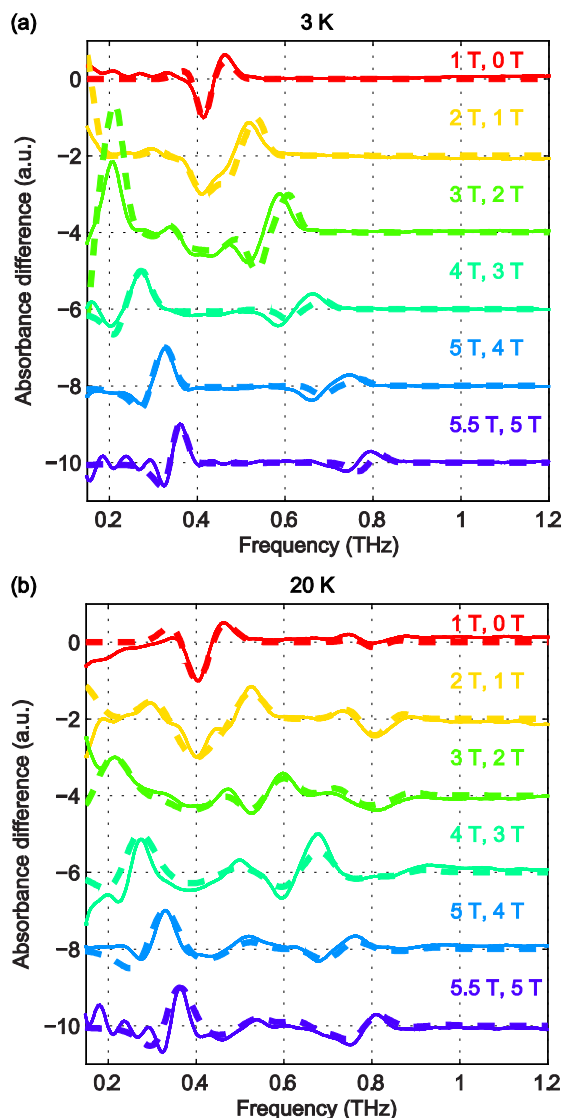 (a) 3 K
Absorbance difference (a.u.)
0
−2
−4
−6
−8
−10
1 T, 0 T
2 T, 1 T
3 T, 2 T
4 T, 3 T
5 T, 4 T
5.5 T, 5 T
0.2 0.4 0.6 0.8 1 1.2
Frequency (THz)
(b) 20 K
Absorbance difference (a.u.)
0
−2
−4
−6
−8
−10
1 T, 0 T
2 T, 1 T
3 T, 2 T
4 T, 3 T
5 T, 4 T
5.5 T, 5 T
0.2 0.4 0.6 0.8 1 1.2
Frequency (THz)